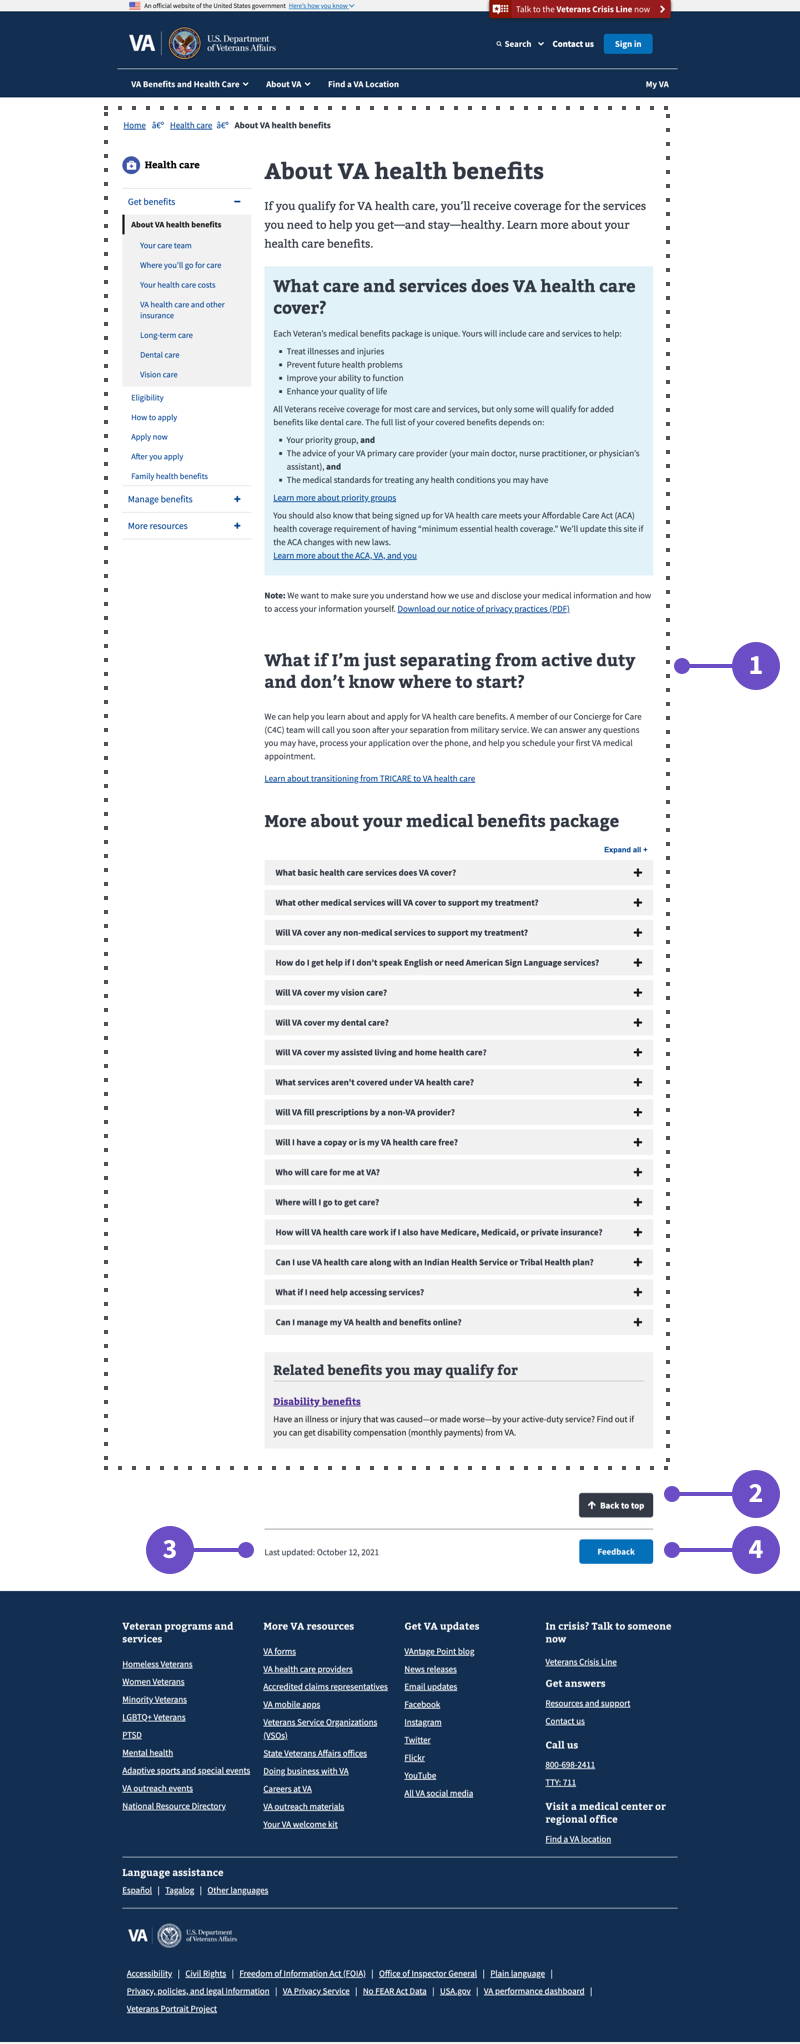 An official website of the United States government Here's how you know
Talk to the Veterans Crisis Line now
VA U.S. Department
of Veterans Affairs
Search
Contact us
Sign in
VA Benefits and Health Care
About VA
Find a VA Location
My VA
Home â€º Health care â€º About VA health benefits
Health care
Get benefits
About VA health benefits
Your care team
Where you'll go for care
Your health care costs
VA health care and other
insurance
Long-term care
Dental care
Vision care
Eligibility
How to apply
Apply now
After you apply
Family health benefits
Manage benefits
More resources
About VA health benefits
If you qualify for VA health care, you’ll receive coverage for the services
you need to help you get—and stay—healthy. Learn more about your
health care benefits.
What care and services does VA health care
cover?
Each Veteran’s medical benefits package is unique. Yours will include care and services to help:
Treat illnesses and injuries
Prevent future health problems
Improve your ability to function
Enhance your quality of life
All Veterans receive coverage for most care and services, but only some will qualify for added
benefits like dental care. The full list of your covered benefits depends on:
Your priority group, and
The advice of your VA primary care provider (your main doctor, nurse practitioner, or physician’s
assistant), and
The medical standards for treating any health conditions you may have
Learn more about priority groups
You should also know that being signed up for VA health care meets your Affordable Care Act (ACA)
health coverage requirement of having “minimum essential health coverage.” We’ll update this site if
the ACA changes with new laws.
Learn more about the ACA, VA, and you
Note: We want to make sure you understand how we use and disclose your medical information and how
to access your information yourself. Download our notice of privacy practices (PDF)
What if I’m just separating from active duty
and don’t know where to start?
1
We can help you learn about and apply for VA health care benefits. A member of our Concierge for Care
(C4C) team will call you soon after your separation from military service. We can answer any questions
you may have, process your application over the phone, and help you schedule your first VA medical
appointment.
Learn about transitioning from TRICARE to VA health care
More about your medical benefits package
Expand all +
What basic health care services does VA cover?
What other medical services will VA cover to support my treatment?
Will VA cover any non-medical services to support my treatment?
How do I get help if I don’t speak English or need American Sign Language services?
Will VA cover my vision care?
Will VA cover my dental care?
Will VA cover my assisted living and home health care?
What services aren’t covered under VA health care?
Will VA fill prescriptions by a non-VA provider?
Will I have a copay or is my VA health care free?
Who will care for me at VA?
Where will I go to get care?
How will VA health care work if I also have Medicare, Medicaid, or private insurance?
Can I use VA health care along with an Indian Health Service or Tribal Health plan?
What if I need help accessing services?
Can I manage my VA health and benefits online?
Related benefits you may qualify for
Disability benefits
Have an illness or injury that was caused—or made worse—by your active-duty service? Find out if
you can get disability compensation (monthly payments) from VA.
Back to top
2
3
Last updated: October 12, 2021
Feedback
4
Veteran programs and
services
Homeless Veterans
Women Veterans
Minority Veterans
LGBTQ+ Veterans
PTSD
Mental health
Adaptive sports and special events
VA outreach events
National Resource Directory
More VA resources
VA forms
VA health care providers
Accredited claims representatives
VA mobile apps
Veterans Service Organizations
(VSOs)
State Veterans Affairs offices
Doing business with VA
Careers at VA
VA outreach materials
Your VA welcome kit
Get VA updates
VAntage Point blog
News releases
Email updates
Facebook
Instagram
Twitter
Flickr
YouTube
All VA social media
In crisis? Talk to someone
now
Veterans Crisis Line
Get answers
Resources and support
Contact us
Call us
800-698-2411
TTY: 711
Visit a medical center or
regional office
Find a VA location
Language assistance
Español | Tagalog | Other languages
VA U.S. Department
of Veterans Affairs
Accessibility | Civil Rights | Freedom of Information Act (FOIA) | Office of Inspector General | Plain language |
Privacy, policies, and legal information | VA Privacy Service | No FEAR Act Data | USA.gov | VA performance dashboard |
Veterans Portrait Project